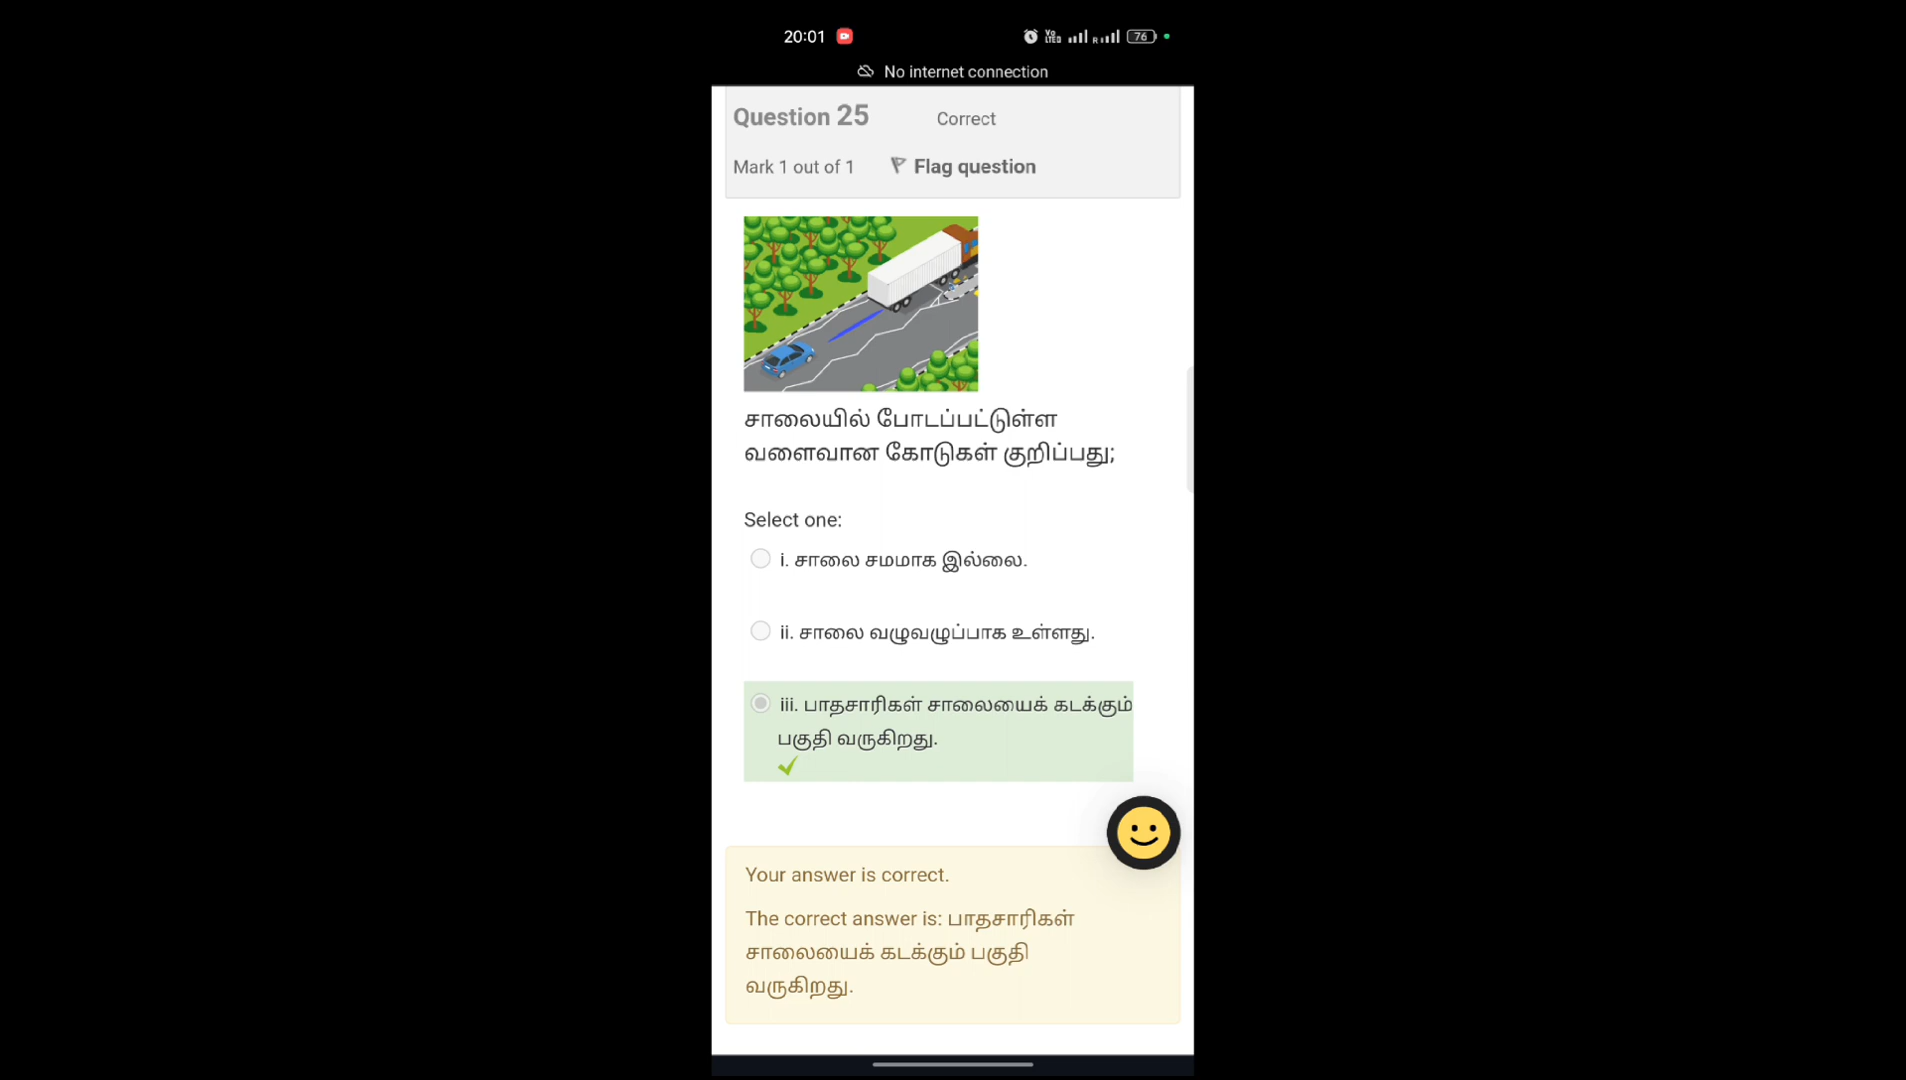 20:01 76
No internet connection
Question 25 Correct
Mark 1 out of 1 Flag question
சாலையில் போடப்பட்டுள்ள
வளைவான கோடுகள் குறிப்பது;
Select one:
i. சாலை சமமாக இல்லை.
ii. சாலை வழுவழுப்பாக உள்ளது.
iii. பாதசாரிகள் சாலையைக் கடக்கும்
பகுதி வருகிறது.
Your answer is correct.
The correct answer is: பாதசாரிகள்
சாலையைக் கடக்கும் பகுதி
வருகிறது.